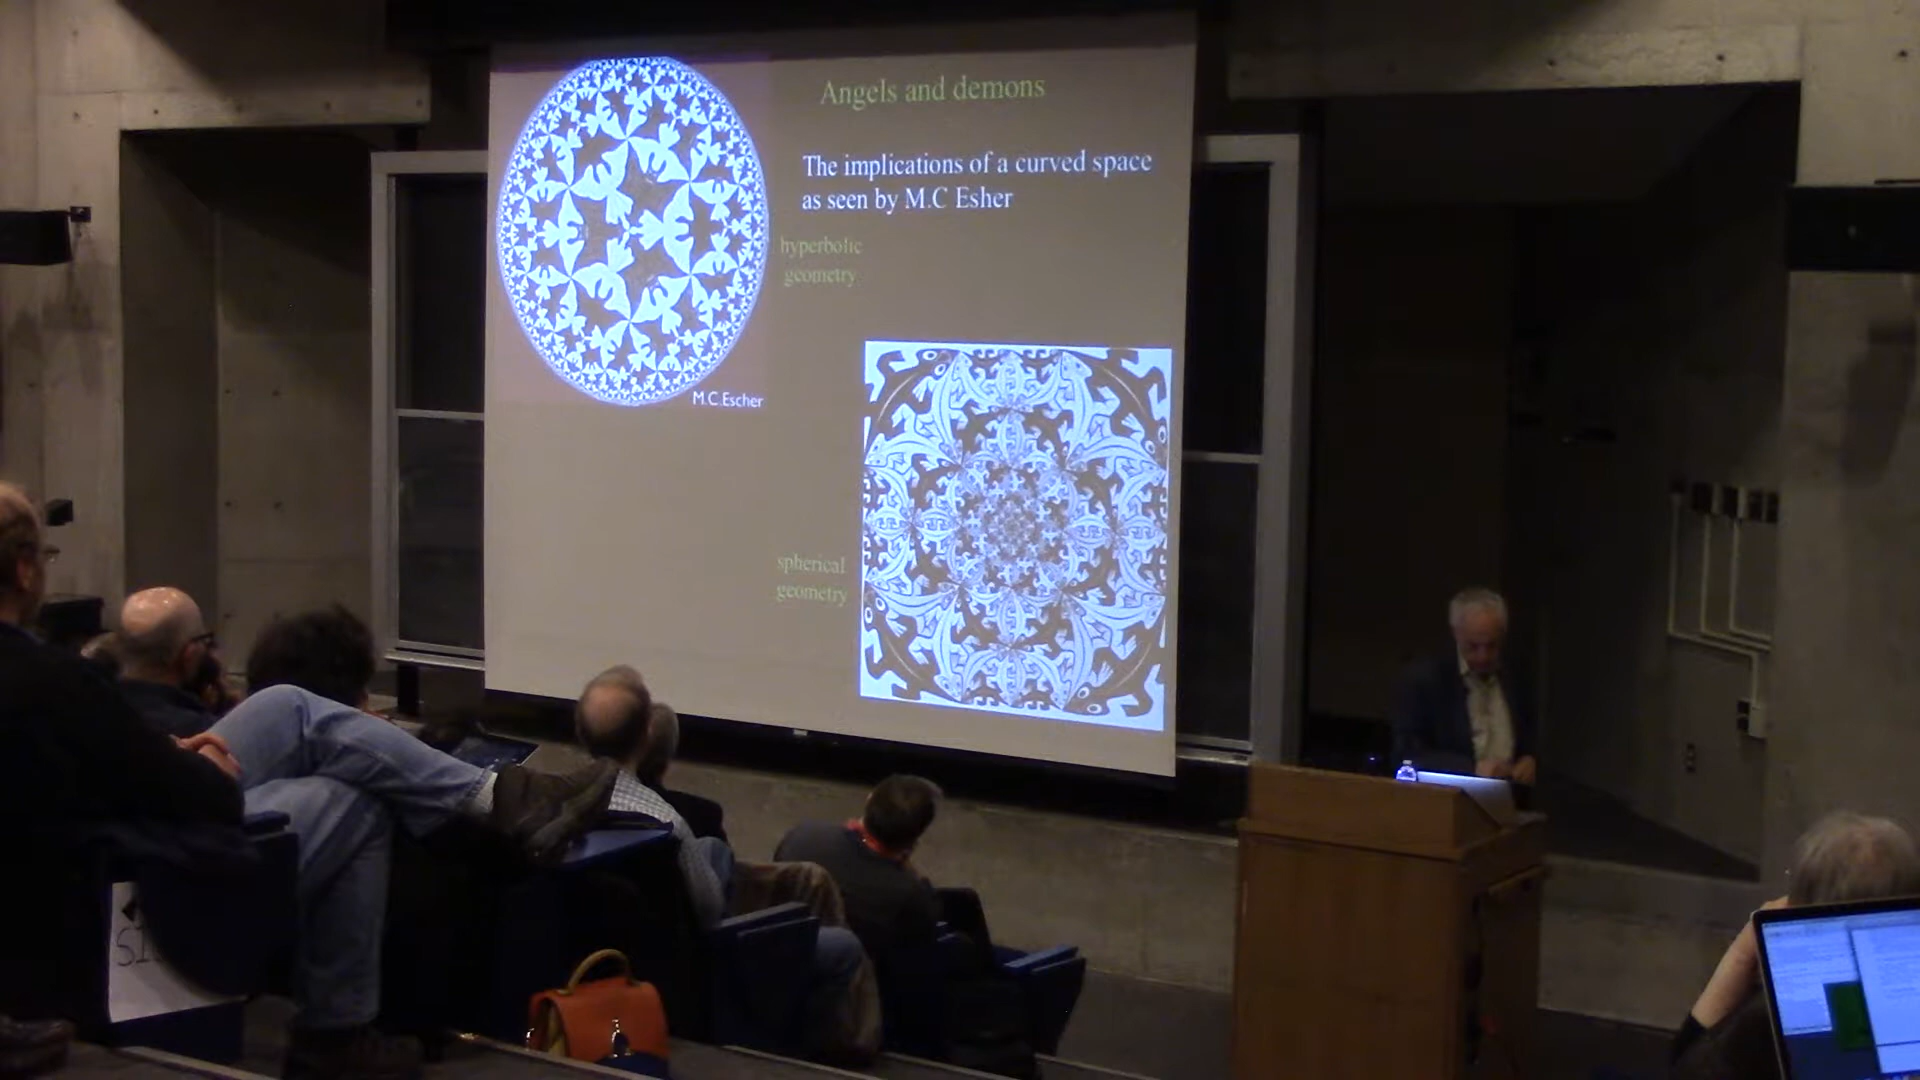 Angels and demons
The implications of a curved space
as seen by M.C Esher
hyperbolic
geometry
M.C.Escher
spherical
geometry